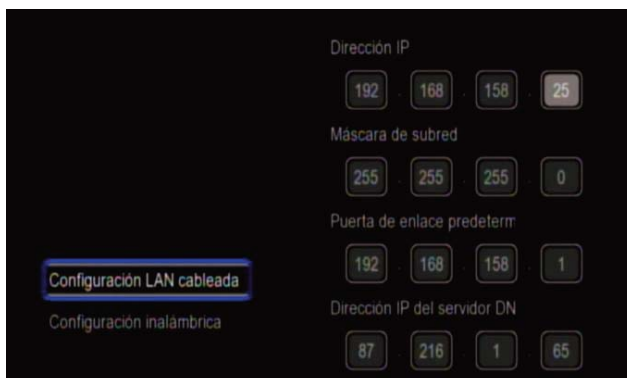 Dirección IP
192 . 168 . 158 . 25
Máscara de subred
255 . 255 . 255 . 0
Puerta de enlace predeterm
192 . 168 . 158 . 1
Configuración LAN cableada
Dirección IP del servidor DN
Configuración inalámbrica
87 . 216 . 1 . 65